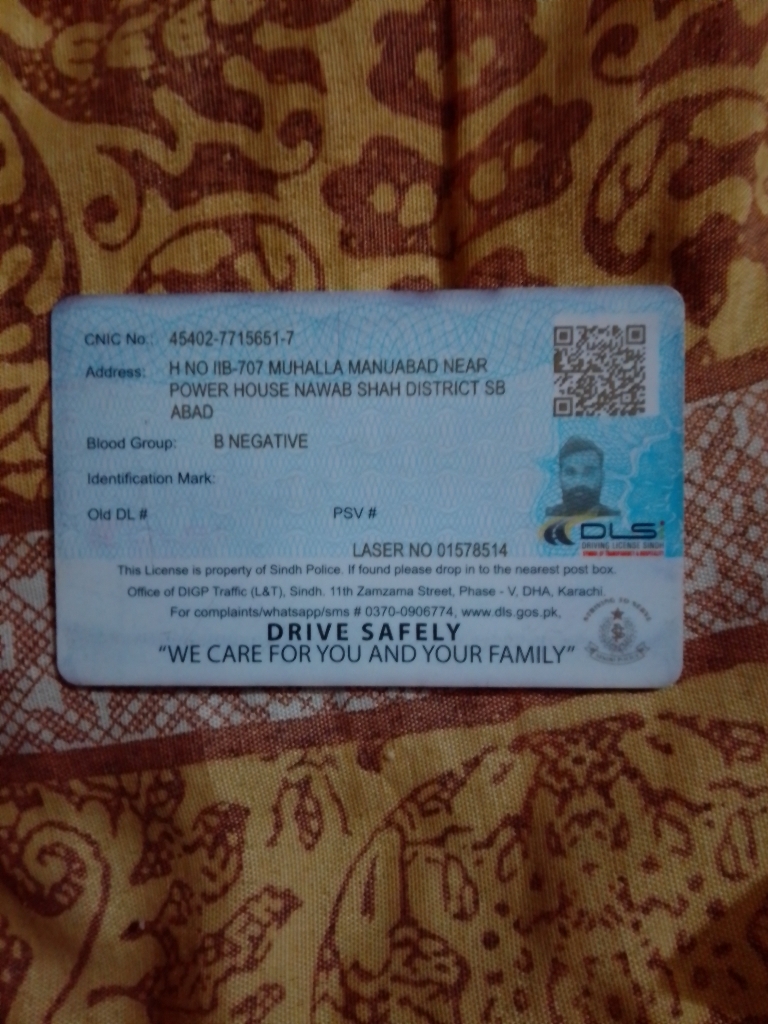 CNIC No.: 45402-7715651-7
Address: H NO IIB-707 MUHALLA MANUABAD NEAR
POWER HOUSE NAWAB SHAH DISTRICT SB
ABAD
Blood Group: B NEGATIVE
Identification Mark:
Old DL # PSV #
DLS
DRIVING LICENSE SINDH
LASER NO 01578514
This License is property of Sindh Police. If found please drop in to the nearest post box.
Office of DIGP Traffic (L&T), Sindh. 11th Zamzama Street, Phase - V, DHA, Karachi.
For complaints/whatsapp/sms # 0370-0906774, www.dls.gos.pk,
DRIVE SAFELY
"WE CARE FOR YOU AND YOUR FAMILY"